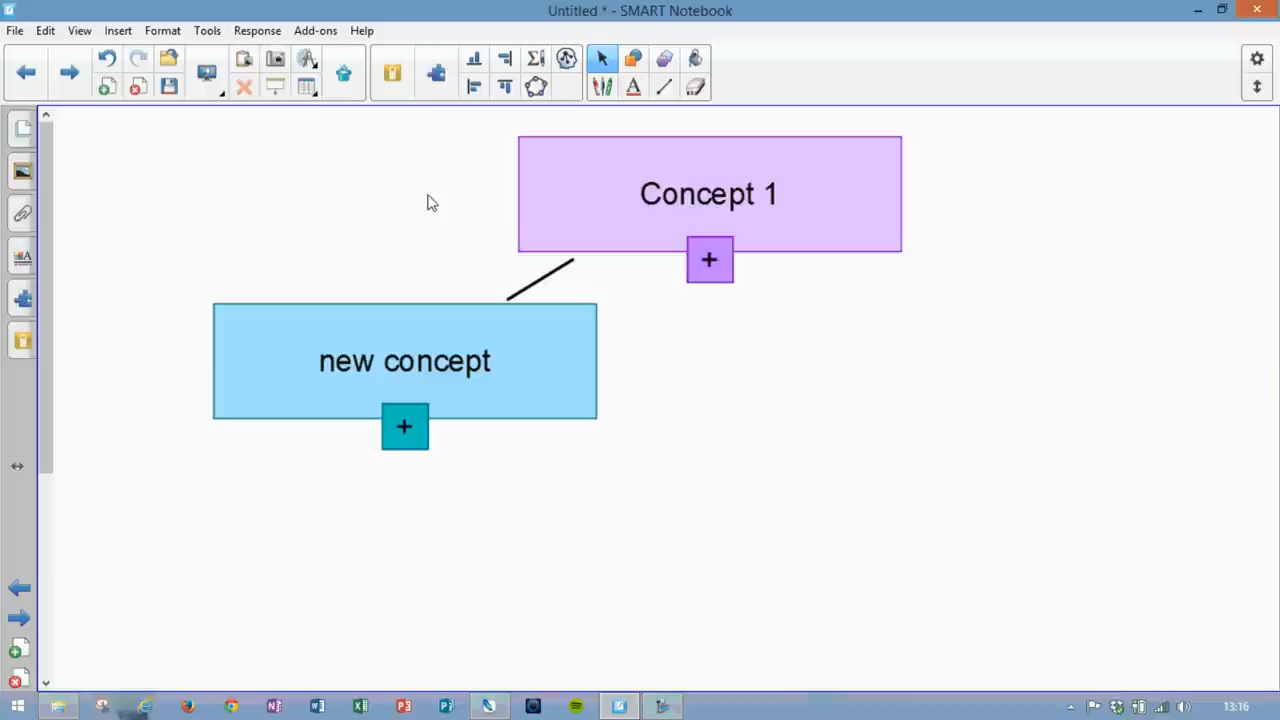 Untitled * - SMART Notebook
File Edit View Insert Format Tools Response Add-ons Help
Concept 1
+
new concept
+
13:16